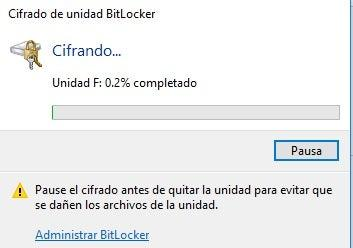 Cifrado de unidad BitLocker
Cifrando...
Unidad F: 0.2% completado
Pausa
Pause el cifrado antes de quitar la unidad para evitar que
se dañen los archivos de la unidad.
Administrar BitLocker